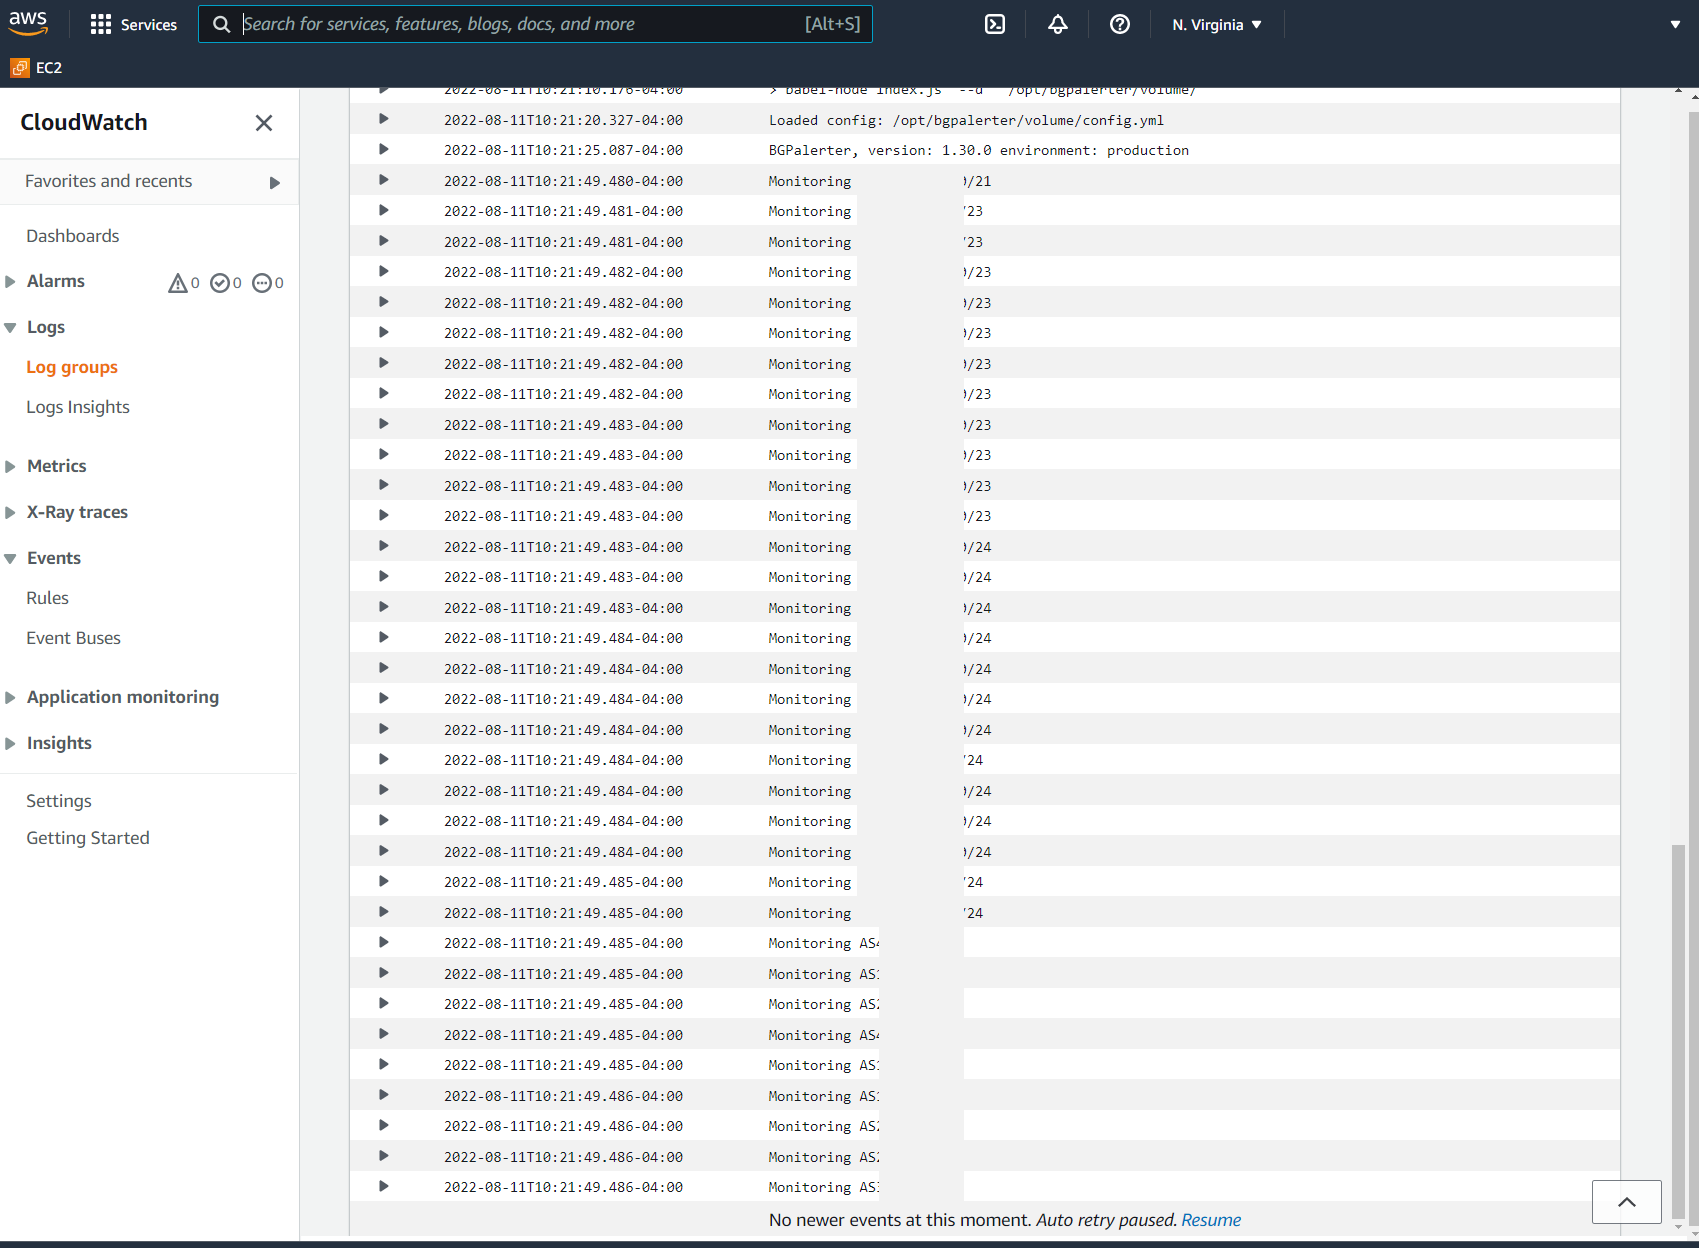 aws Services Search for services, features, blogs, docs, and more [Alt+S] N. Virginia
EC2
CloudWatch
Favorites and recents
Dashboards
Alarms 0 0 0
Logs
Log groups
Logs Insights
Metrics
X-Ray traces
Events
Rules
Event Buses
Application monitoring
Insights
Settings
Getting Started
2022-08-11T10:21:10.176-04:00 > babel-node index.js "--d" "/opt/bgpalerter/volume/"
2022-08-11T10:21:20.327-04:00 Loaded config: /opt/bgpalerter/volume/config.yml
2022-08-11T10:21:25.087-04:00 BGPalerter, version: 1.30.0 environment: production
2022-08-11T10:21:49.480-04:00 Monitoring /21
2022-08-11T10:21:49.481-04:00 Monitoring /23
2022-08-11T10:21:49.481-04:00 Monitoring /23
2022-08-11T10:21:49.482-04:00 Monitoring /23
2022-08-11T10:21:49.482-04:00 Monitoring /23
2022-08-11T10:21:49.482-04:00 Monitoring /23
2022-08-11T10:21:49.482-04:00 Monitoring /23
2022-08-11T10:21:49.482-04:00 Monitoring /23
2022-08-11T10:21:49.483-04:00 Monitoring /23
2022-08-11T10:21:49.483-04:00 Monitoring /23
2022-08-11T10:21:49.483-04:00 Monitoring /23
2022-08-11T10:21:49.483-04:00 Monitoring /23
2022-08-11T10:21:49.483-04:00 Monitoring /24
2022-08-11T10:21:49.483-04:00 Monitoring /24
2022-08-11T10:21:49.483-04:00 Monitoring /24
2022-08-11T10:21:49.484-04:00 Monitoring /24
2022-08-11T10:21:49.484-04:00 Monitoring /24
2022-08-11T10:21:49.484-04:00 Monitoring /24
2022-08-11T10:21:49.484-04:00 Monitoring /24
2022-08-11T10:21:49.484-04:00 Monitoring /24
2022-08-11T10:21:49.484-04:00 Monitoring /24
2022-08-11T10:21:49.484-04:00 Monitoring /24
2022-08-11T10:21:49.484-04:00 Monitoring /24
2022-08-11T10:21:49.485-04:00 Monitoring /24
2022-08-11T10:21:49.485-04:00 Monitoring /24
2022-08-11T10:21:49.485-04:00 Monitoring AS
2022-08-11T10:21:49.485-04:00 Monitoring AS
2022-08-11T10:21:49.485-04:00 Monitoring AS
2022-08-11T10:21:49.485-04:00 Monitoring AS
2022-08-11T10:21:49.485-04:00 Monitoring AS
2022-08-11T10:21:49.486-04:00 Monitoring AS
2022-08-11T10:21:49.486-04:00 Monitoring AS
2022-08-11T10:21:49.486-04:00 Monitoring AS
2022-08-11T10:21:49.486-04:00 Monitoring AS
No newer events at this moment. Auto retry paused. Resume